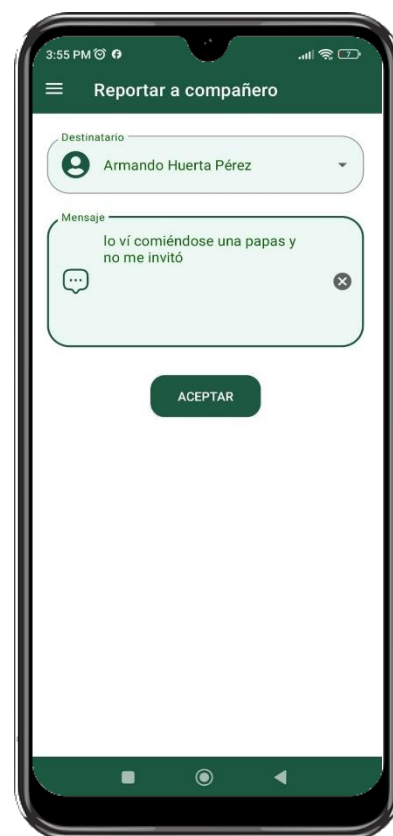 3:55 PM
7
Reportar a compañero
Destinatario
Armando Huerta Pérez
Mensaje
lo ví comiéndose una papas y
no me invitó
ACEPTAR